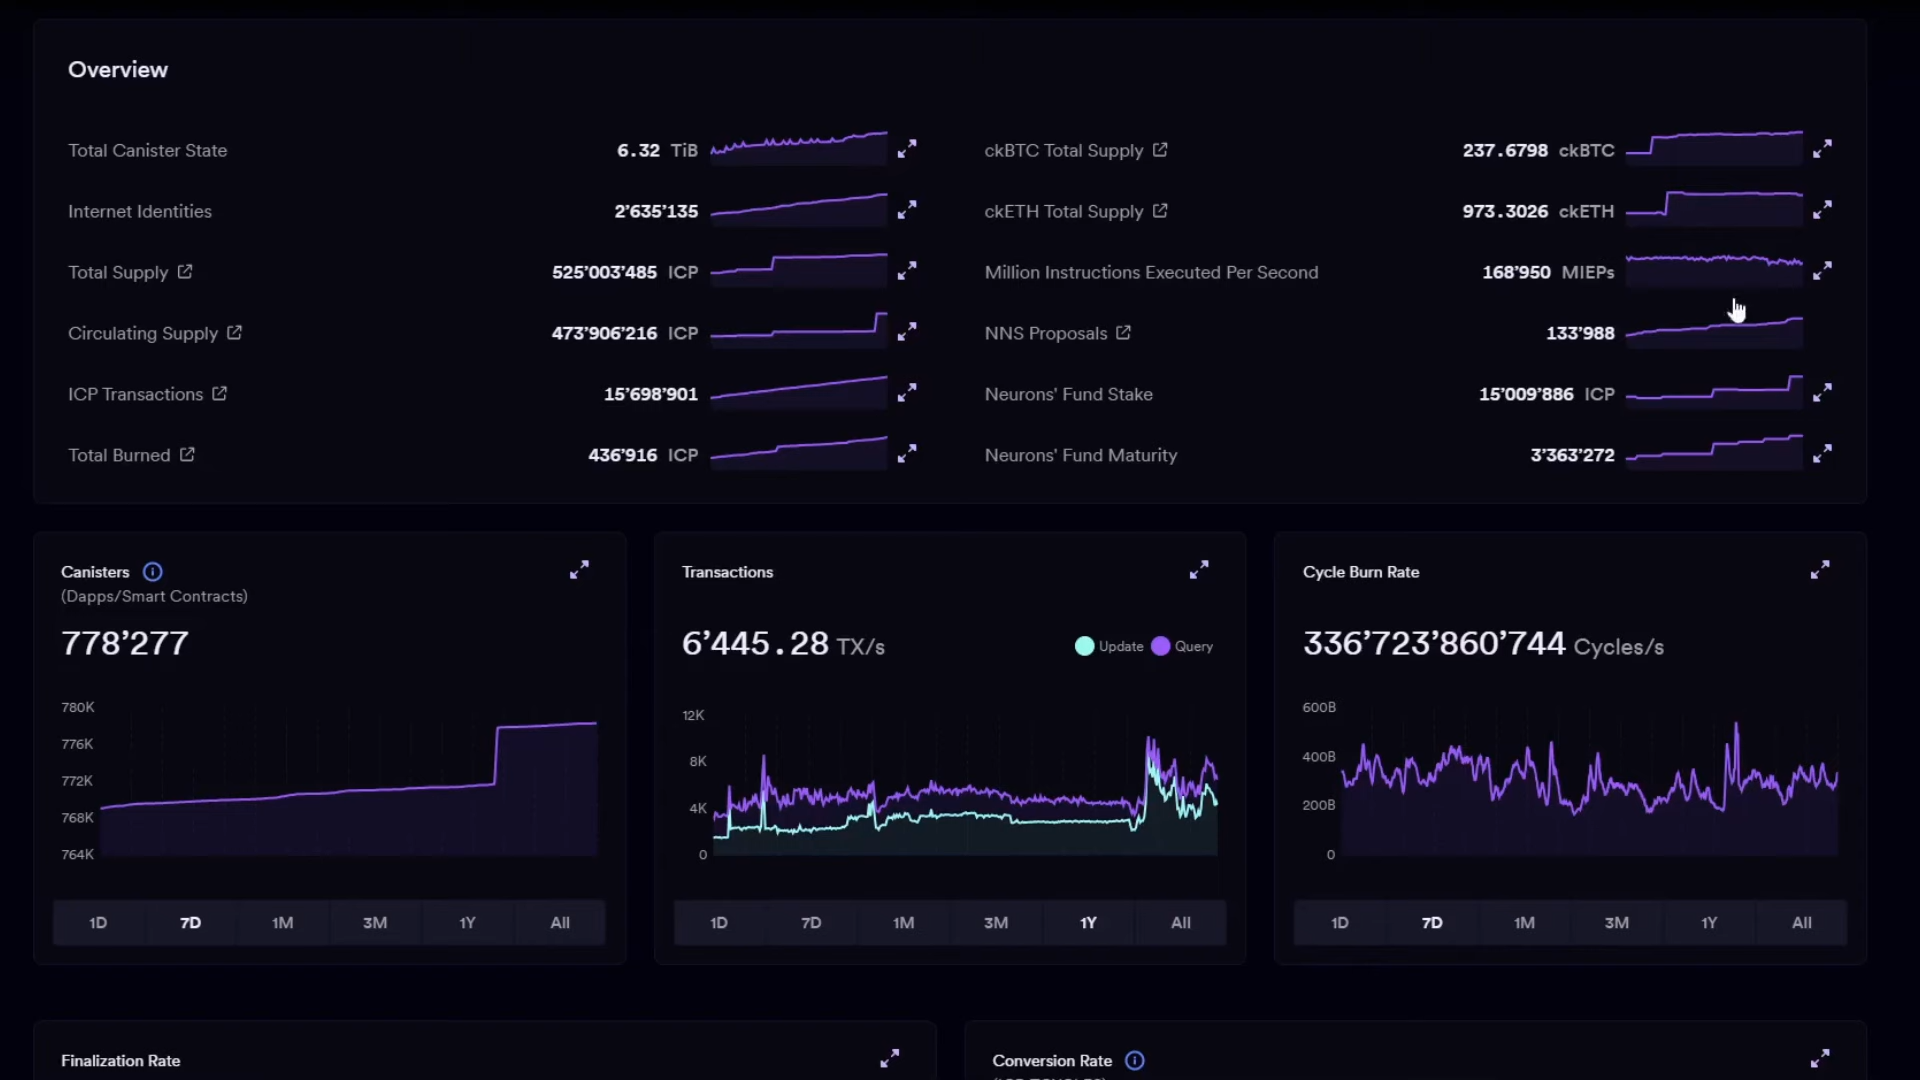 Overview
Total Canister State 6.32 TiB
Internet Identities 2’635’135
Total Supply 525’003’485 ICP
Circulating Supply 473’906’216 ICP
ICP Transactions 15’698’901
Total Burned 436’916 ICP
ckBTC Total Supply 237.6798 ckBTC
ckETH Total Supply 973.3026 ckETH
Million Instructions Executed Per Second 168’950 MIEPs
NNS Proposals 133’988
Neurons' Fund Stake 15’009’886 ICP
Neurons' Fund Maturity 3’363’272
Canisters
(Dapps/Smart Contracts)
778’277
780K
776K
772K
768K
764K
1D 7D 1M 3M 1Y All
Transactions
6’445.28 TX/s
Update Query
12K
8K
4K
0
1D 7D 1M 3M 1Y All
Cycle Burn Rate
336’723’860’744 Cycles/s
600B
400B
200B
0
1D 7D 1M 3M 1Y All
Finalization Rate
Conversion Rate